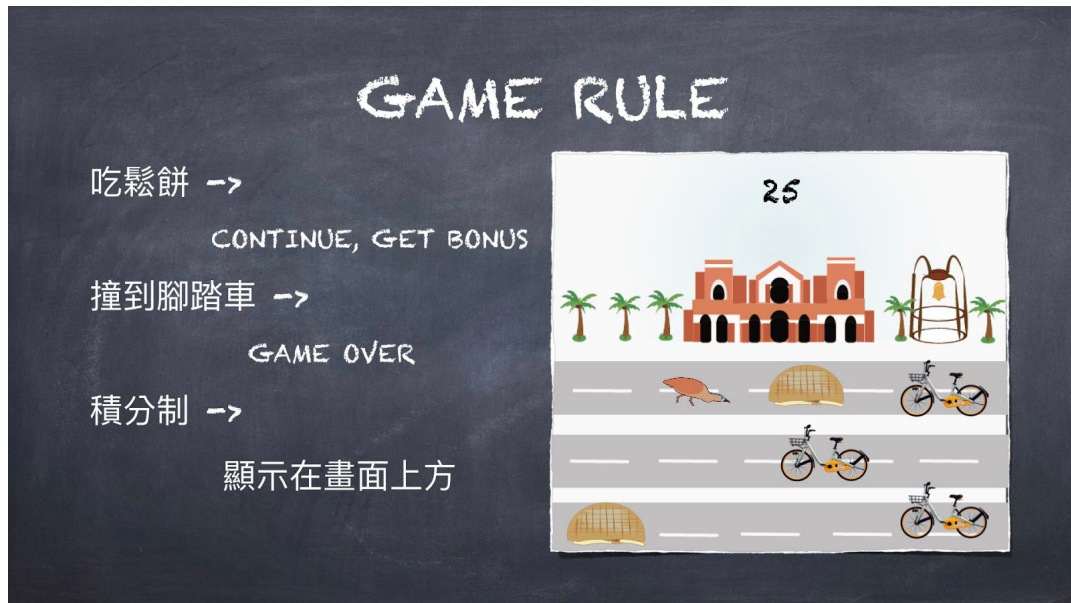 GAME RULE
吃鬆餅 ->
CONTINUE, GET BONUS
撞到腳踏車 ->
GAME OVER
積分制 ->
顯示在畫面上方
25